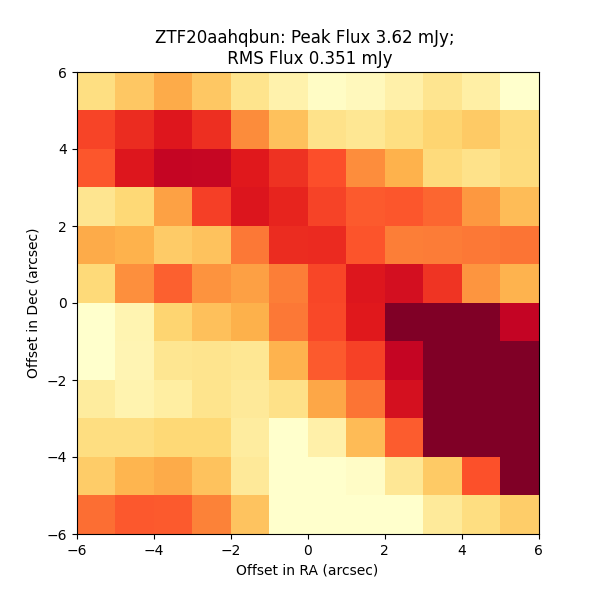 ZTF20aahqbun: Peak Flux 3.62 mJy;
RMS Flux 0.351 mJy
6
4
2
0
−2
−4
−6
Offset in Dec (arcsec)
−6 −4 −2 0 2 4 6
Offset in RA (arcsec)